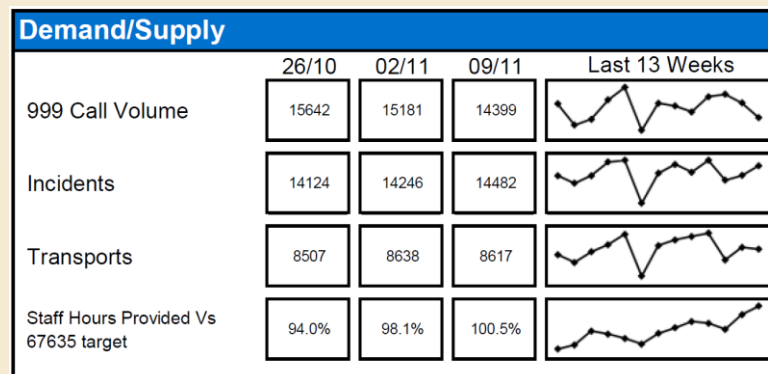 Demand/Supply
26/10 02/11 09/11 Last 13 Weeks
999 Call Volume 15642 15181 14399
Incidents 14124 14246 14482
Transports 8507 8638 8617
Staff Hours Provided Vs
67635 target 94.0% 98.1% 100.5%